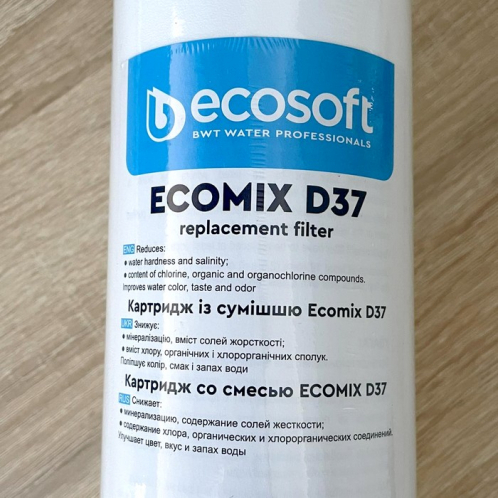 ecosoft
BWT WATER PROFESSIONALS
ECOMIX D37
replacement filter
ENG Reduces:
• water hardness and salinity;
• content of chlorine, organic and organochlorine compounds.
Improves water color, taste and odor
Картридж із сумішшю Ecomix D37
UKR Знижує:
• мінералізацію, вміст солей жорсткості;
• вміст хлору, органічних і хлорорганічних сполук.
Поліпшує колір, смак і запах води
Картридж со смесью ECOMIX D37
RUS Снижает:
• минерализацию, содержание солей жесткости;
• содержание хлора, органических и хлорорганических соединений.
Улучшает цвет, вкус и запах воды